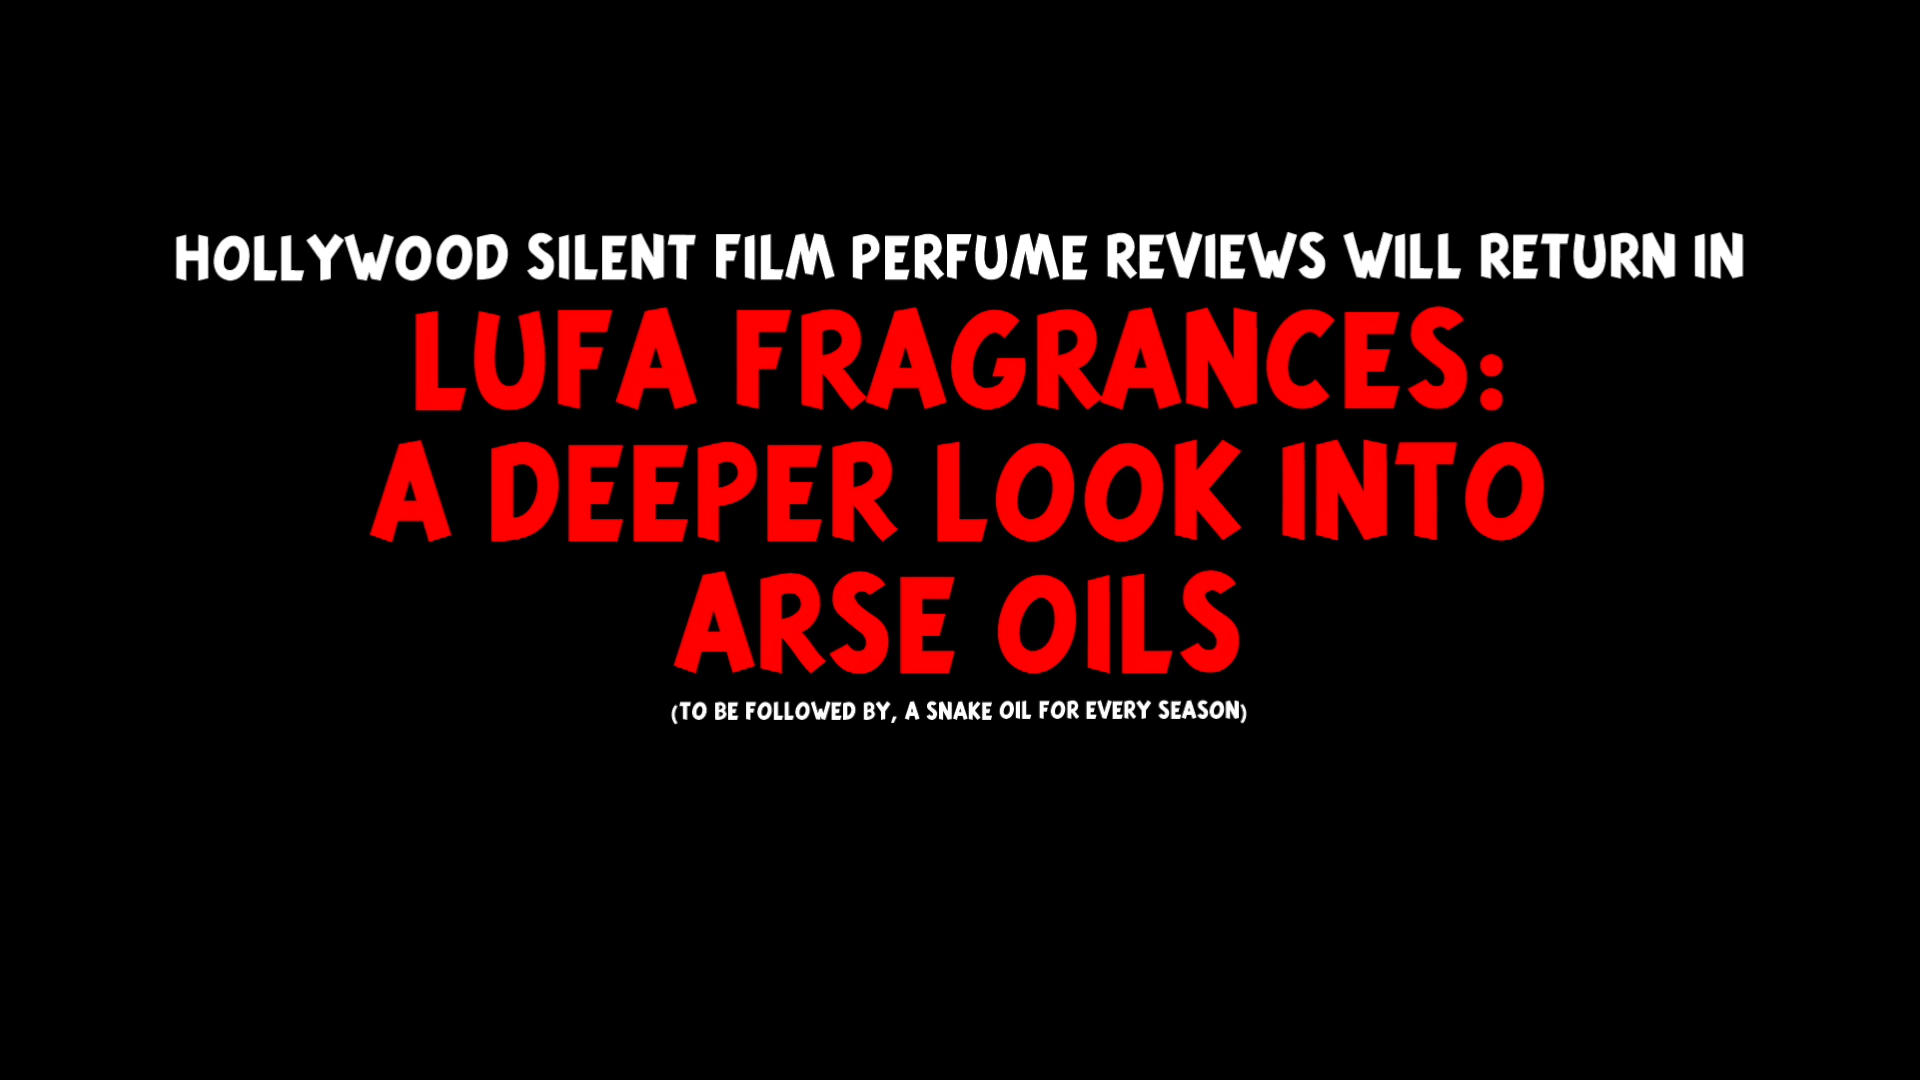 HOLLYWOOD SILENT FILM PERFUME REVIEWS WILL RETURN IN
LUFA FRAGRANCES:
A DEEPER LOOK INTO
ARSE OILS
(TO BE FOLLOWED BY, A SNAKE OIL FOR EVERY SEASON)